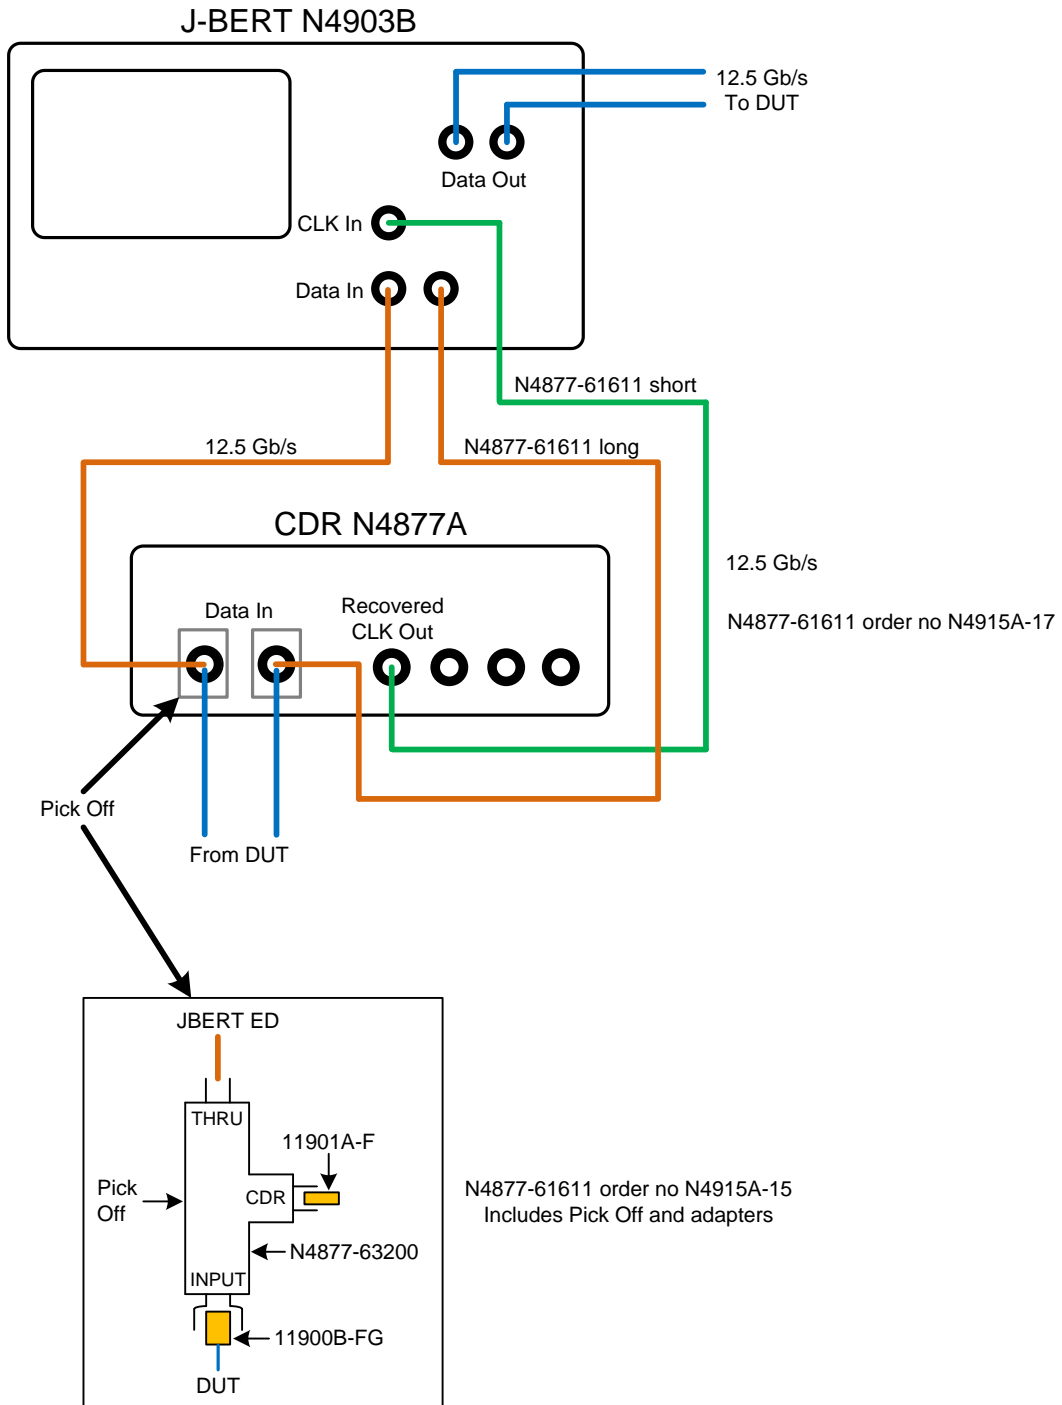 J-BERT N4903B
12.5 Gb/s
To DUT
Data Out
CLK In
Data In
N4877-61611 short
12.5 Gb/s
N4877-61611 long
CDR N4877A
12.5 Gb/s
Data In
Recovered
CLK Out
N4877-61611 order no N4915A-17
Pick Off
From DUT
JBERT ED
THRU
11901A-F
Pick
Off
CDR
N4877-61611 order no N4915A-15
Includes Pick Off and adapters
N4877-63200
INPUT
11900B-FG
DUT